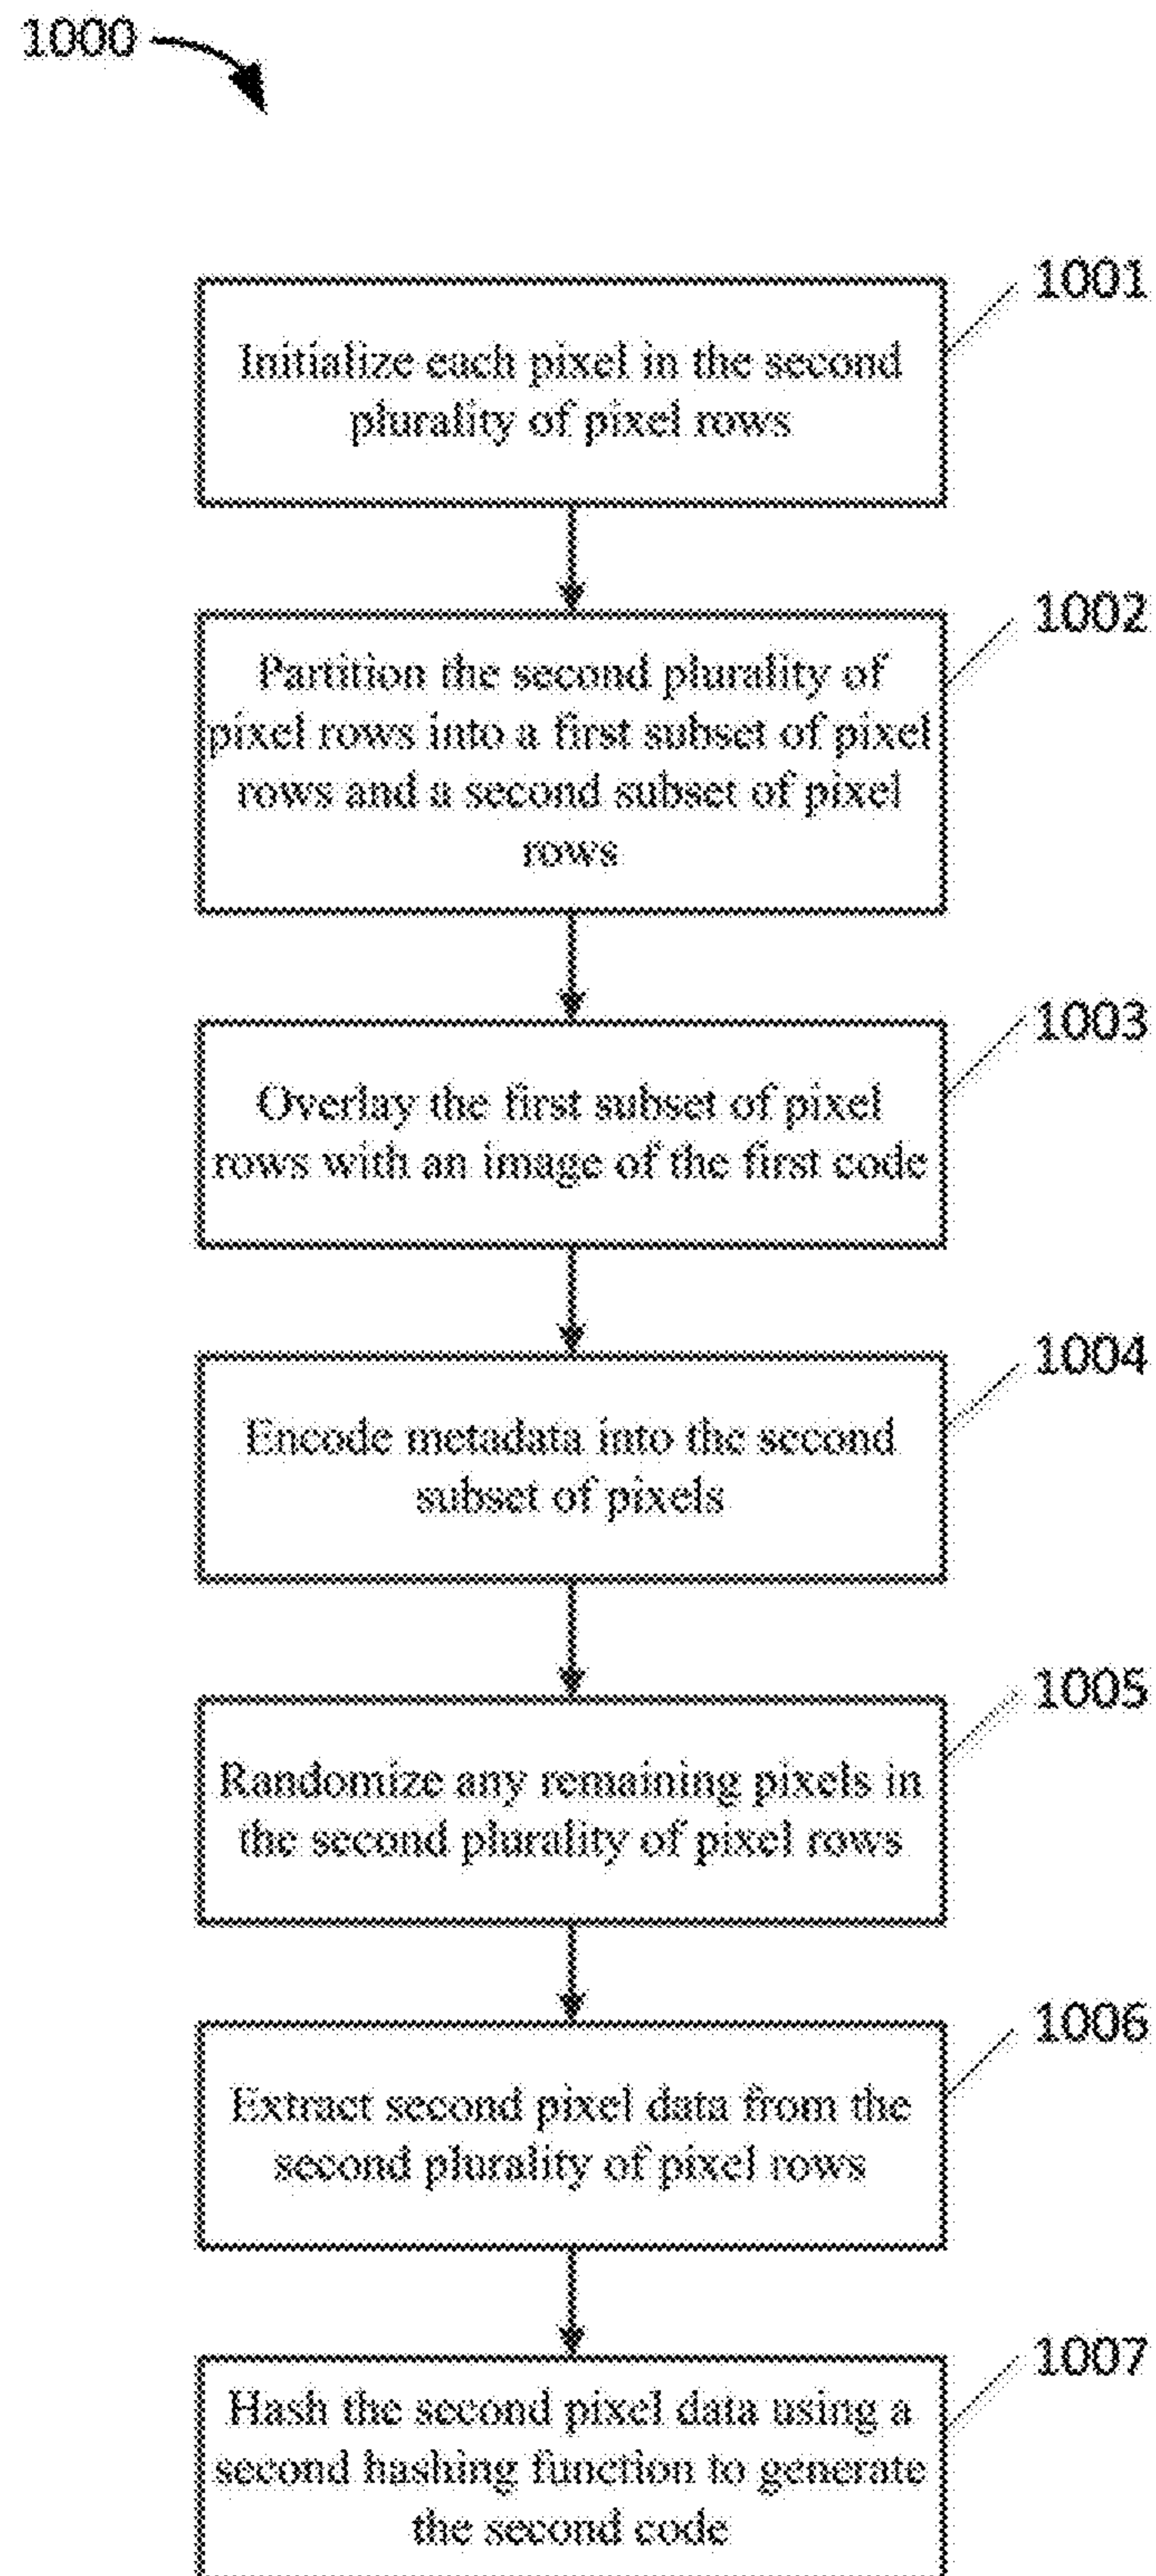 1000
1001
Initialize each pixel in the second
plurality of pixel rows
1002
Partition the second plurality of
pixel rows into a first subset of pixel
rows and a second subset of pixel
rows
1003
Overlay the first subset of pixel
rows with an image of the first code
1004
Encode metadata into the second
subset of pixels
1005
Randomize any remaining pixels in
the second plurality of pixel rows
1006
Extract second pixel data from the
second plurality of pixel rows
1007
Hash the second pixel data using a
second hashing function to generate
the second code